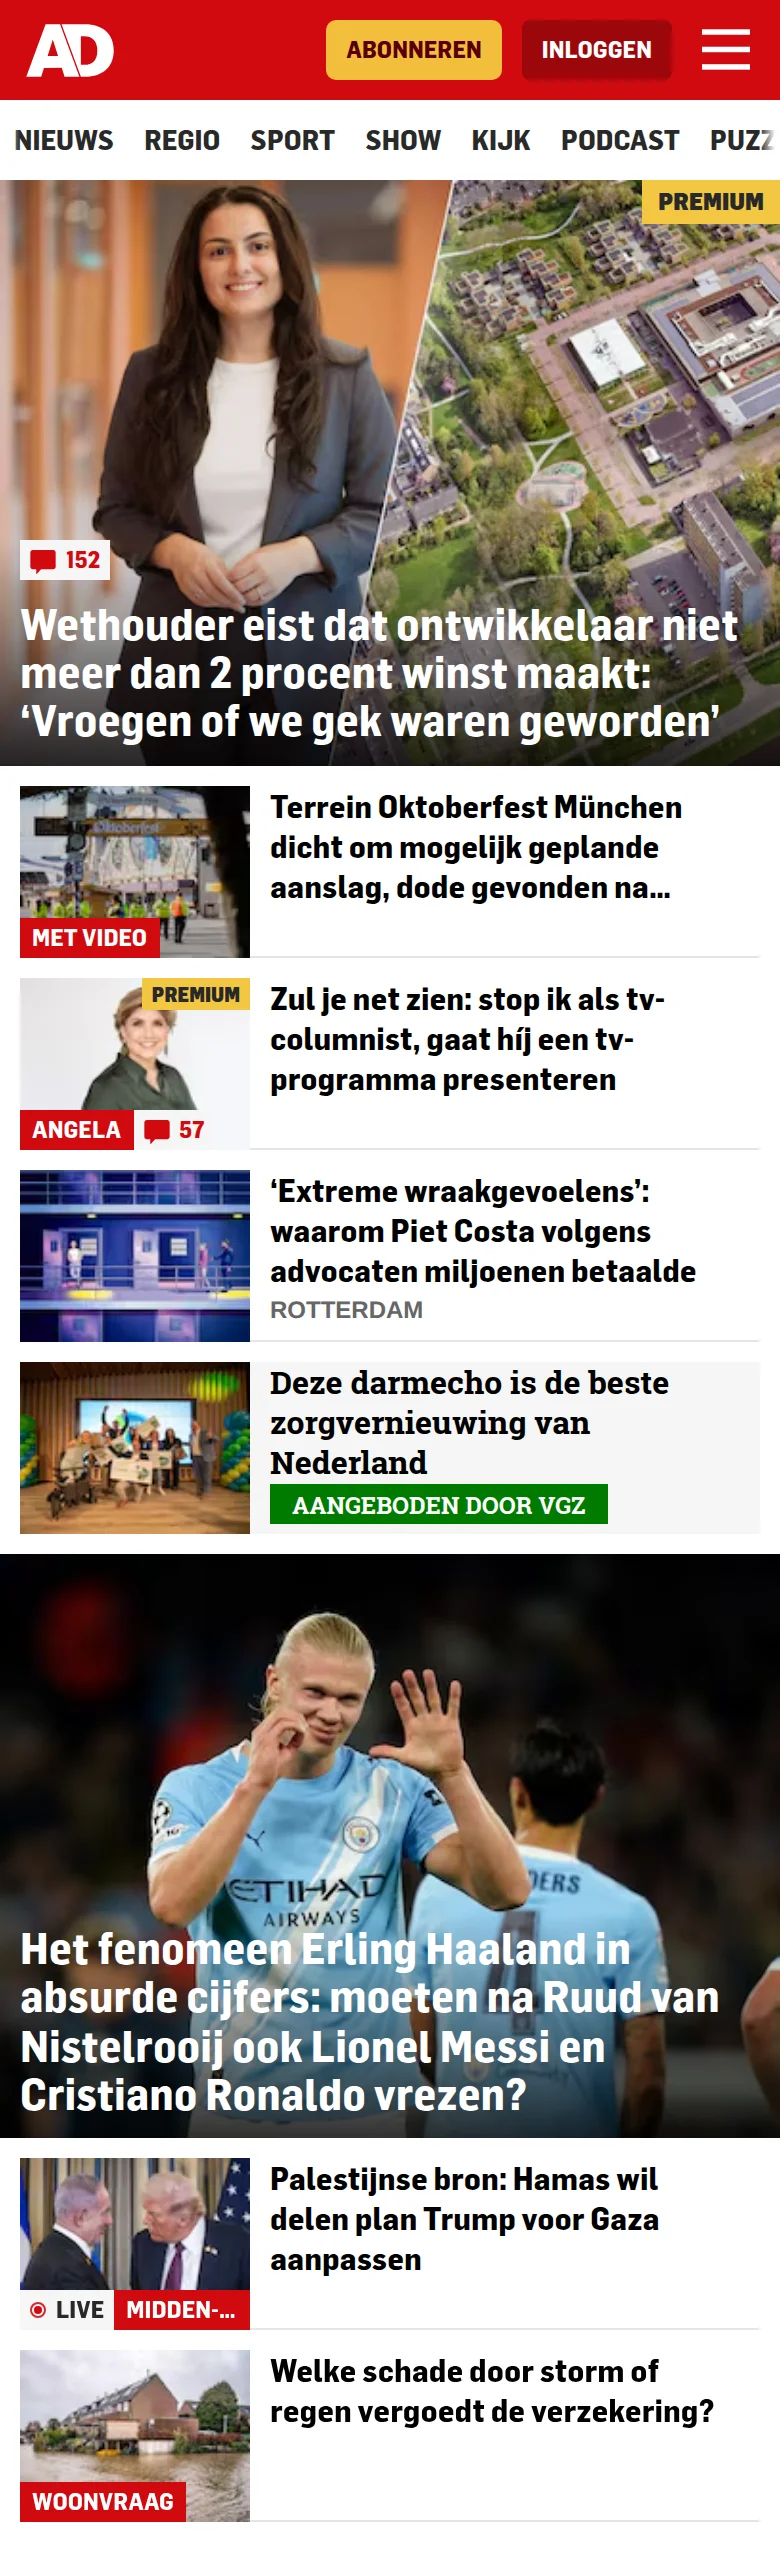 AD
ABONNEREN
INLOGGEN
NIEUWS REGIO SPORT SHOW KIJK PODCAST PUZZ
PREMIUM
152
Wethouder eist dat ontwikkelaar niet
meer dan 2 procent winst maakt:
‘Vroegen of we gek waren geworden’
Oktoberfest
MET VIDEO
Terrein Oktoberfest München
dicht om mogelijk geplande
aanslag, dode gevonden na...
PREMIUM
ANGELA
57
Zul je net zien: stop ik als tv-
columnist, gaat híj een tv-
programma presenteren
‘Extreme wraakgevoelens’:
waarom Piet Costa volgens
advocaten miljoenen betaalde
ROTTERDAM
Deze darmecho is de beste
zorgvernieuwing van
Nederland
AANGEBODEN DOOR VGZ
ETIHAD
AIRWAYS
DERS
Het fenomeen Erling Haaland in
absurde cijfers: moeten na Ruud van
Nistelrooij ook Lionel Messi en
Cristiano Ronaldo vrezen?
LIVE
MIDDEN-...
Palestijnse bron: Hamas wil
delen plan Trump voor Gaza
aanpassen
WOONVRAAG
Welke schade door storm of
regen vergoedt de verzekering?